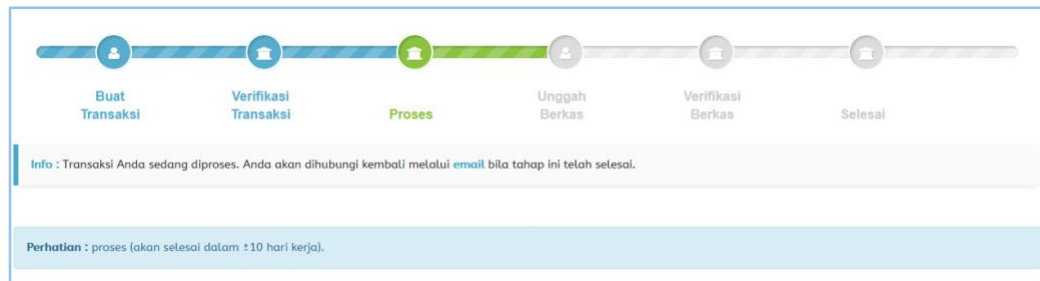 Buat Transaksi
Verifikasi Transaksi
Proses
Unggah Berkas
Verifikasi Berkas
Selesai
Info : Transaksi Anda sedang diproses. Anda akan dihubungi kembali melalui email bila tahap ini telah selesai.
Perhatian : proses (akan selesai dalam ±10 hari kerja).